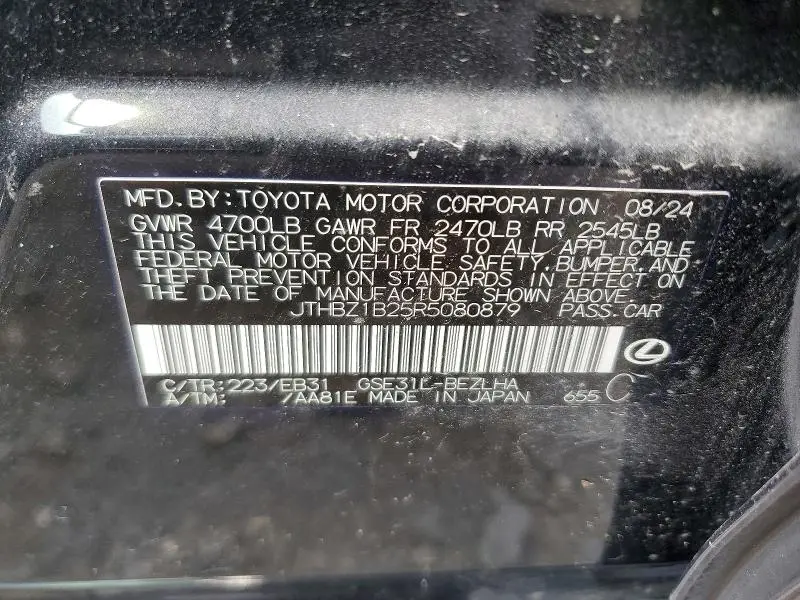 MFD.BY:TOYOTA MOTOR CORPORATION 08/24
GVWR 4700LB GAWR FR 2470LB RR 2545LB
THIS VEHICLE CONFORMS TO ALL APPLICABLE
FEDERAL MOTOR VEHICLE SAFETY,BUMPER,AND
THEFT PREVENTION STANDARDS IN EFFECT ON
THE DATE OF MANUFACTURE SHOWN ABOVE.
JTHBZ1B25R5080879 PASS.CAR
C/TR:223/EB31 GSE31L-BEZLHA
A/TM: /AA81E MADE IN JAPAN 655 C